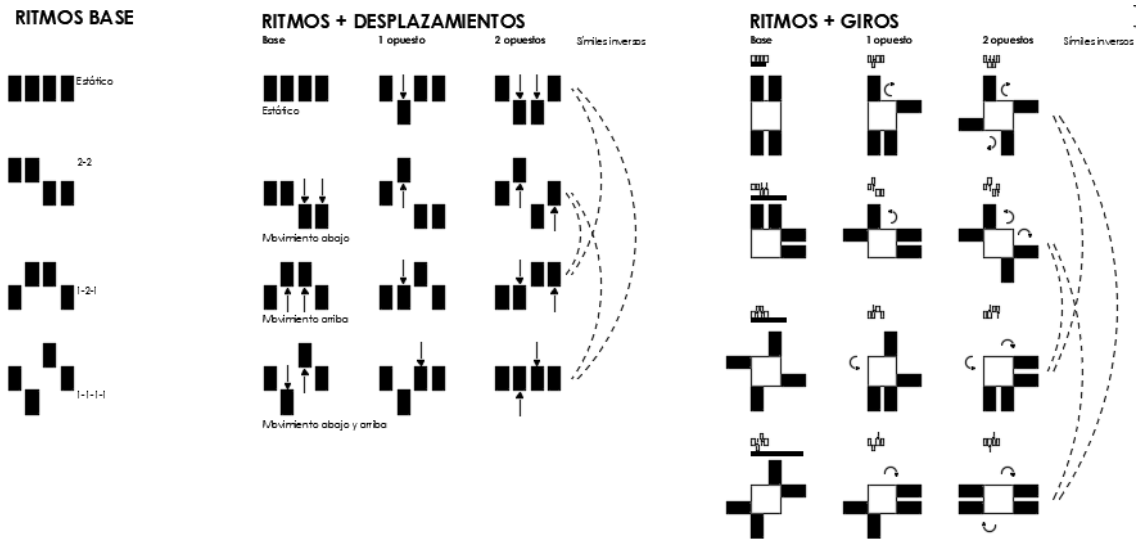 RITMOS BASE
Estático
2-2
1-2-1
1-1-1-1
RITMOS + DESPLAZAMIENTOS
Base 1 opuesto 2 opuestos Símiles inversos
Estático
Movimiento abajo
Movimiento arriba
Movimiento abajo y arriba
RITMOS + GIROS
Base 1 opuesto 2 opuestos Símiles inversos